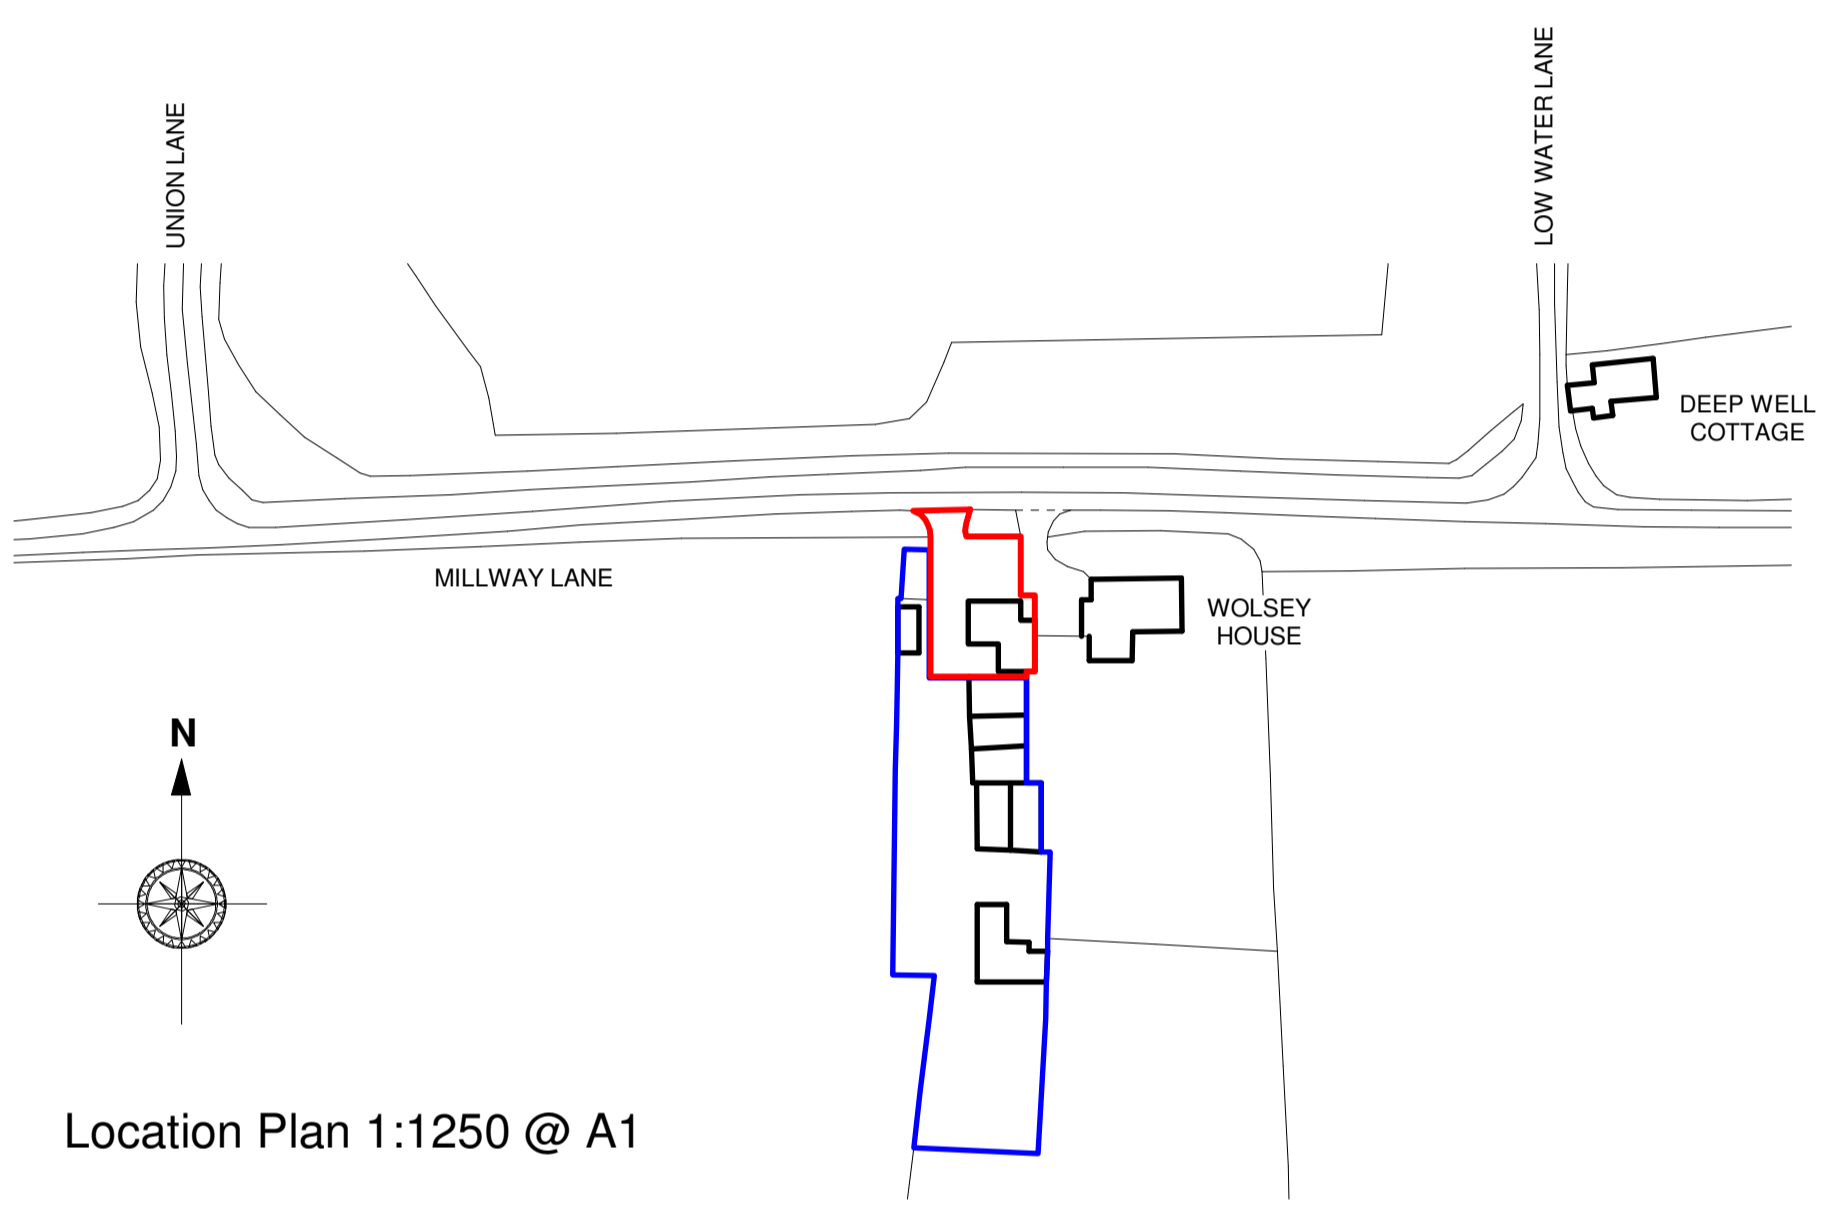 UNION LANE
LOW WATER LANE
DEEP WELL
COTTAGE
MILLWAY LANE
WOLSEY
HOUSE
N
Location Plan 1:1250 @ A1